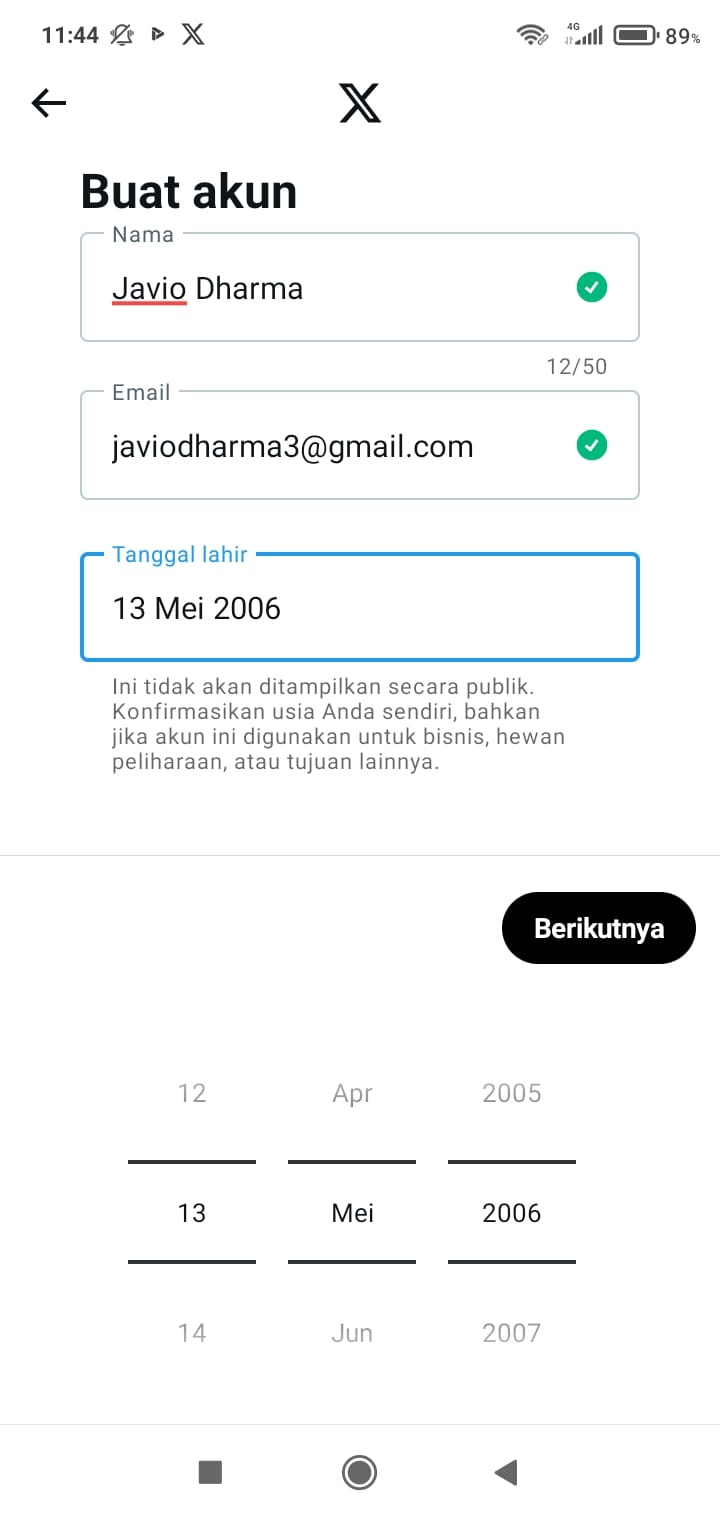 11:44
4G
89%
X
Buat akun
Nama
Javio Dharma
12/50
Email
javiodharma3@gmail.com
Tanggal lahir
13 Mei 2006
Ini tidak akan ditampilkan secara publik.
Konfirmasikan usia Anda sendiri, bahkan
jika akun ini digunakan untuk bisnis, hewan
peliharaan, atau tujuan lainnya.
Berikutnya
12 Apr 2005
13 Mei 2006
14 Jun 2007